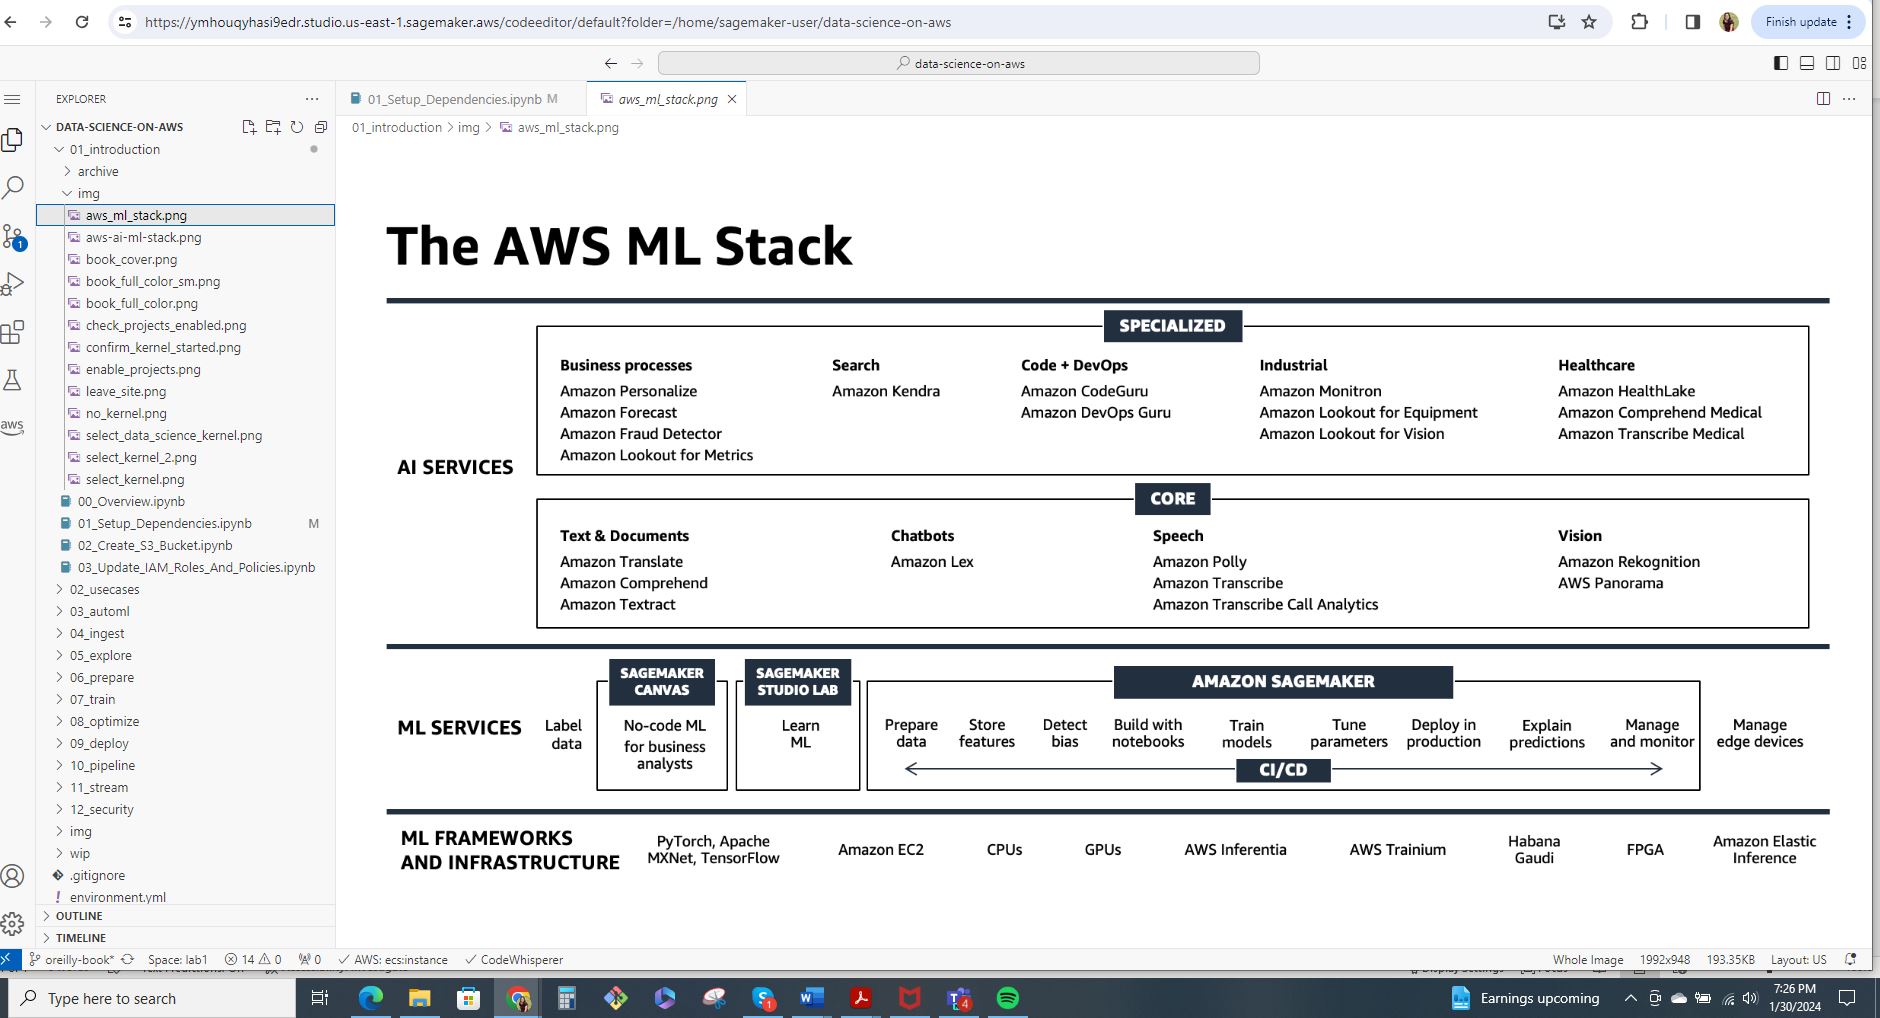 https://ymhouqyhasi9edr.studio.us-east-1.sagemaker.aws/codeeditor/default?folder=/home/sagemaker-user/data-science-on-aws
Finish update
data-science-on-aws
EXPLORER
DATA-SCIENCE-ON-AWS
01_introduction
archive
img
aws_ml_stack.png
aws-ai-ml-stack.png
book_cover.png
book_full_color_sm.png
book_full_color.png
check_projects_enabled.png
confirm_kernel_started.png
enable_projects.png
leave_site.png
no_kernel.png
select_data_science_kernel.png
select_kernel_2.png
select_kernel.png
00_Overview.ipynb
01_Setup_Dependencies.ipynb M
02_Create_S3_Bucket.ipynb
03_Update_IAM_Roles_And_Policies.ipynb
02_usecases
03_automl
04_ingest
05_explore
06_prepare
07_train
08_optimize
09_deploy
10_pipeline
11_stream
12_security
img
wip
.gitignore
! environment.yml
OUTLINE
TIMELINE
1
aws
01_Setup_Dependencies.ipynb M
aws_ml_stack.png
01_introduction > img > aws_ml_stack.png
The AWS ML Stack
AI SERVICES
SPECIALIZED
Business processes
Amazon Personalize
Amazon Forecast
Amazon Fraud Detector
Amazon Lookout for Metrics
Search
Amazon Kendra
Code + DevOps
Amazon CodeGuru
Amazon DevOps Guru
Industrial
Amazon Monitron
Amazon Lookout for Equipment
Amazon Lookout for Vision
Healthcare
Amazon HealthLake
Amazon Comprehend Medical
Amazon Transcribe Medical
CORE
Text & Documents
Amazon Translate
Amazon Comprehend
Amazon Textract
Chatbots
Amazon Lex
Speech
Amazon Polly
Amazon Transcribe
Amazon Transcribe Call Analytics
Vision
Amazon Rekognition
AWS Panorama
ML SERVICES
Label
data
SAGEMAKER
CANVAS
No-code ML
for business
analysts
SAGEMAKER
STUDIO LAB
Learn
ML
AMAZON SAGEMAKER
Prepare
data
Store
features
Detect
bias
Build with
notebooks
Train
models
Tune
parameters
Deploy in
production
Explain
predictions
Manage
and monitor
CI/CD
Manage
edge devices
ML FRAMEWORKS
AND INFRASTRUCTURE
PyTorch, Apache
MXNet, TensorFlow
Amazon EC2
CPUs
GPUs
AWS Inferentia
AWS Trainium
Habana
Gaudi
FPGA
Amazon Elastic
Inference
oreilly-book*
Space: lab1
14
0
0
AWS: ecs:instance
CodeWhisperer
Whole Image
1992x948
193.35KB
Layout: US
Type here to search
1
4
Earnings upcoming
7:26 PM
1/30/2024